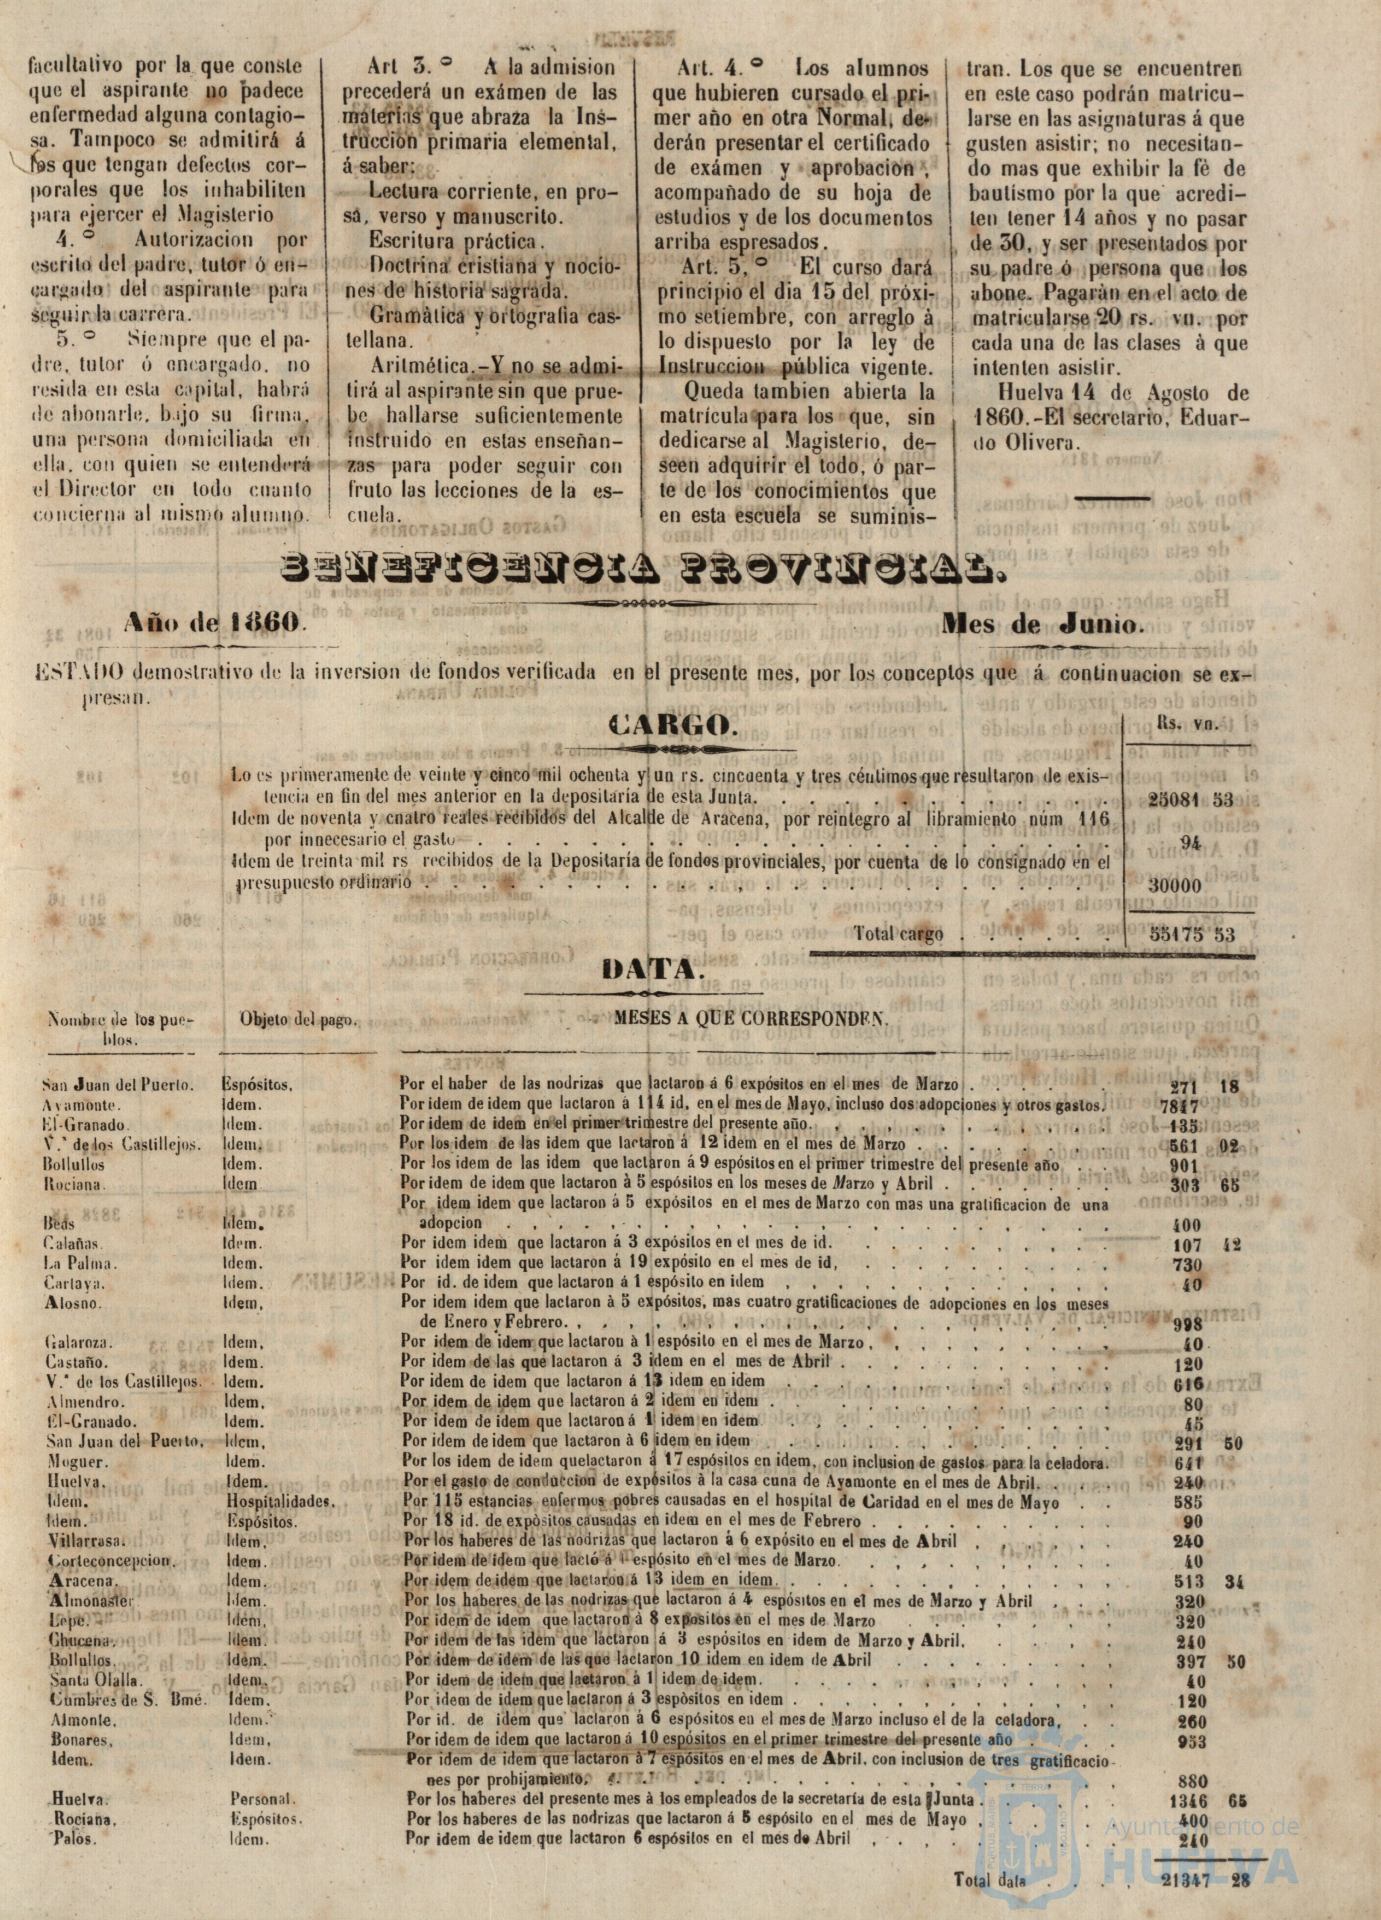 facultativo por la que conste
que el aspirante no padece
enfermedad alguna contagio-
sa. Tampoco se admitirá á
los que tengan defectos cor-
porales que los inhabiliten
para ejercer el Magisterio
4.º Autorizacion por
escrito del padre, tutor ó en-
cargado del aspirante para
seguir la carrera.
5.º Siempre que el pa-
dre, tutor ó encargado, no
resida en esta capital, habrá
de abonarle, bajo su firma,
una persona domiciliada en
ella, con quien se entenderá
el Director en todo cuanto
concierna al mismo alumno.
Art 3.º A la admision
precederá un exámen de las
materias que abraza la Ins-
truccion primaria elemental,
á saber:
Lectura corriente, en pro-
sa, verso y manuscrito.
Escritura práctica.
Doctrina cristiana y nocio-
nes de historia sagrada.
Gramàtica y ortografia cas-
tellana.
Aritmética.-Y no se admi-
tirá al aspirante sin que prue-
be hallarse suficientemente
instruido en estas enseñan-
zas para poder seguir con
fruto las lecciones de la es-
cuela.
Art. 4.º Los alumnos
que hubieren cursado el pri-
mer año en otra Normal, de-
derán presentar el certificado
de exámen y aprobacion,
acompañado de su hoja de
estudios y de los documentos
arriba espresados.
Art. 5,º El curso dará
principio el dia 15 del próxi-
mo setiembre, con arreglo à
lo dispuesto por la ley de
Instruccion pública vigente.
Queda tambien abierta la
matrícula para los que, sin
dedicarse al Magisterio, de-
seen adquirir el todo, ó par-
te de los conocimientos que
en esta escuela se suminis-
tran. Los que se encuentren
en este caso podrán matricu-
larse en las asignaturas á que
gusten asistir; no necesitan-
do mas que exhibir la fè de
bautismo por la que acredi-
ten tener 14 años y no pasar
de 30, y ser presentados por
su padre ó persona que los
abone. Pagaràn en el acto de
matricularse 20 rs. vn. por
cada una de las clases à que
intenten asistir.
Huelva 14 de Agosto de
1860.-El secretario, Eduar-
do Olivera.
BENEFICENCIA PROVINCIAL.
Año de 1860.
Mes de Junio.
ESTADO demostrativo de la inversion de fondos verificada en el presente mes, por los conceptos que á continuacion se ex-
presan.
CARGO.
Rs. vn.
Lo es primeramente de veinte y cinco mil ochenta y un rs. cincuenta y tres céntimos que resultaron de exis-
tencia en fin del mes anterior en la depositaría de esta Junta. . . . . . . . . . 25081 53
Idem de noventa y cuatro reales recibidos del Alcalde de Aracena, por reintegro al libramiento núm 116
por innecesario el gasto . . . . . . . . . . 94
Idem de treinta mil rs recibidos de la Depositaría de fondos provinciales, por cuenta de lo consignado en el
presupuesto ordinario . . . . . . . . . . 30000
Total cargo . . . . . . 55175 53
DATA.
Nombre de los pue-
blos.
Objeto del pago.
MESES A QUE CORRESPONDEN.
San Juan del Puerto. Espósitos, Por el haber de las nodrizas que lactaron á 6 expósitos en el mes de Marzo . . . . 271 18
Ayamonte. Idem. Por idem de idem que lactaron à 114 id. en el mes de Mayo, incluso dos adopciones y otros gastos. 7847
El-Granado. Idem. Por idem de idem en el primer trimestre del presente año. . . . . 135
V.ª de los Castillejos. Idem. Por los idem de las idem que lactaron à 12 idem en el mes de Marzo . . . . 561 02
Bollullos Idem. Por los idem de las idem que lactaron á 9 espósitos en el primer trimestre del presente año . . . 901
Rociana. Idem Por idem de idem que lactaron à 5 espósitos en los meses de Marzo y Abril . . . . 303 65
Por idem idem que lactaron á 5 expósitos en el mes de Marzo con mas una gratificacion de una
Beas Idem. adopcion . . . . . . 400
Calañas. Idem. Por idem idem que lactaron á 3 expósitos en el mes de id. . . . . 107 42
La Palma. Idem. Por idem idem que lactaron à 19 expósito en el mes de id, . . . . 730
Cartaya. Idem. Por id. de idem que lactaron á 1 espósito en idem . . . . 40
Alosno. Idem, Por idem idem que lactaron à 5 expósitos, mas cuatro gratificaciones de adopciones en los meses
de Enero y Febrero. . . . . . 998
Galaroza. Idem, Por idem de idem que lactaron à 1 espósito en el mes de Marzo . . . . 40
Castaño. Idem. Por idem de las que lactaron á 3 idem en el mes de Abril . . . . 120
V.ª de los Castillejos. Idem. Por idem de idem que lactaron á 13 idem en idem . . . . 616
Almendro. Idem, Por idem de idem que lactaron á 2 idem en idem . . . . 80
El-Granado. Idem. Por idem de idem que lactaron á 1 idem en idem . . . . 45
San Juan del Puerto, Idem, Por idem de idem que lactaron à 6 idem en idem . . . . 291 50
Moguer. Idem. Por los idem de idem que lactaron á 17 espósitos en idem, con inclusion de gastos para la celadora. 641
Huelva. Idem. Por el gasto de conduccion de expósitos à la casa cuna de Ayamonte en el mes de Abril. . . . 240
Idem. Hospitalidades. Por 115 estancias enfermos pobres causadas en el hospital de Caridad en el mes de Mayo . . 585
Idem. Espósitos. Por 18 id. de expòsitos causadas en idem en el mes de Febrero . . . . 90
Villarrasa. Idem, Por los haberes de las nodrizas que lactaron à 6 expósito en el mes de Abril . . . . 240
Corteconcepcion, Idem. Por idem de idem que lactó á 1 espósito en el mes de Marzo. . . . . 40
Aracena. Idem. Por idem de idem que lactaron á 13 idem en idem. . . . . 513 34
Almonaster Idem. Por los haberes de las nodrizas que lactaron á 4 espósitos en el mes de Marzo y Abril . . . 320
Lepe. Idem, Por idem de idem que lactaron á 8 expositos en el mes de Marzo . . . . 320
Chucena. Idem. Por idem de las idem que lactaron á 3 espósitos en idem de Marzo y Abril. . . . . 240
Bollullos. Idem. Por idem de idem de las que lactaron 10 idem en idem de Abril . . . . 397 50
Santa Olalla. Idem. Por idem de idem que lactaron à 1 idem de idem. . . . . 40
Cumbres de S. Bmé. Idem. Por idem de idem que lactaron á 3 espòsitos en idem . . . . 120
Almonte, Idem. Por id. de idem que lactaron á 6 espósitos en el mes de Marzo incluso el de la celadora, . . 260
Bonares, Idem, Por idem de idem que lactaron á 10 espósitos en el primer trimestre del presente año . . . . 953
Idem. Idem. Por idem de idem que lactaron à 7 espósitos en el mes de Abril, con inclusion de tres gratificacio-
nes por prohijamiento. . . . . 880
Huelva. Personal. Por los haberes del presente mes à los empleados de la secretaría de esta Junta . . . . 1346 65
Rociana, Espósitos. Por los haberes de las nodrizas que lactaron á 5 espósito en el mes de Mayo . . . . 400
Palos. Idem. Por idem de idem que lactaron 6 espósitos en el mes de Abril . . . . 240
Total data . . . . 21347 28
Ayuntamiento de
HUELVA